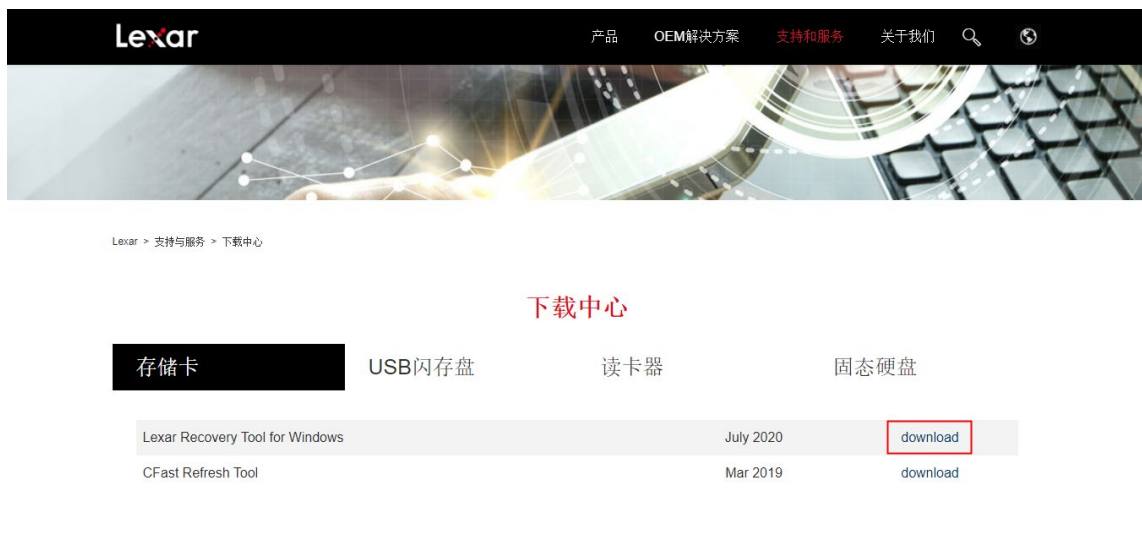 Lexar 产品 OEM解决方案 支持和服务 关于我们
Lexar > 支持与服务 > 下载中心
下载中心
存储卡 USB闪存盘 读卡器 固态硬盘
Lexar Recovery Tool for Windows July 2020 download
CFast Refresh Tool Mar 2019 download